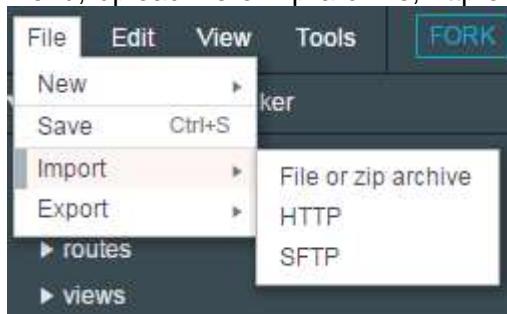 File Edit View Tools FORK
New
ker
Save Ctrl+S
Import
File or zip archive
Export
HTTP
routes
SFTP
views